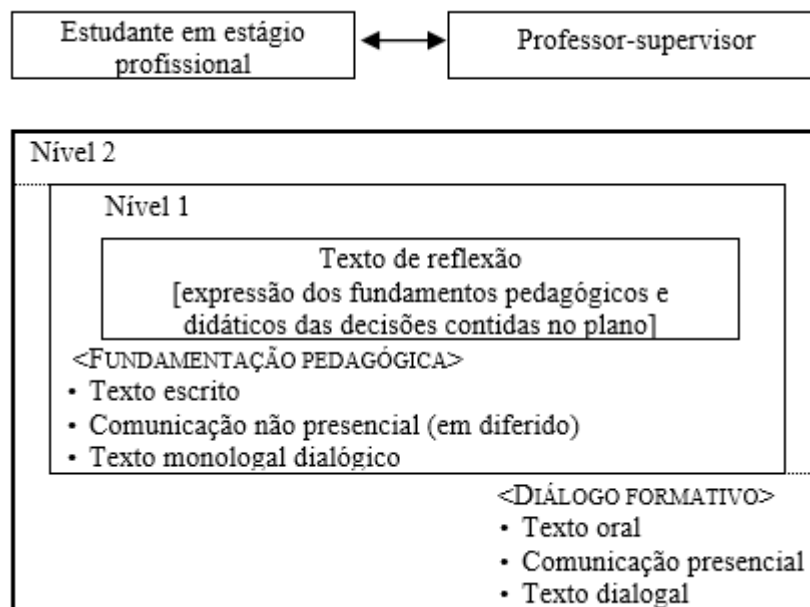 Estudante em estágio
profissional
Professor-supervisor
Nível 2
Nível 1
Texto de reflexão
[expressão dos fundamentos pedagógicos e
didáticos das decisões contidas no plano]
<FUNDAMENTAÇÃO PEDAGÓGICA>
• Texto escrito
• Comunicação não presencial (em diferido)
• Texto monologal dialógico
<DIÁLOGO FORMATIVO>
• Texto oral
• Comunicação presencial
• Texto dialogal